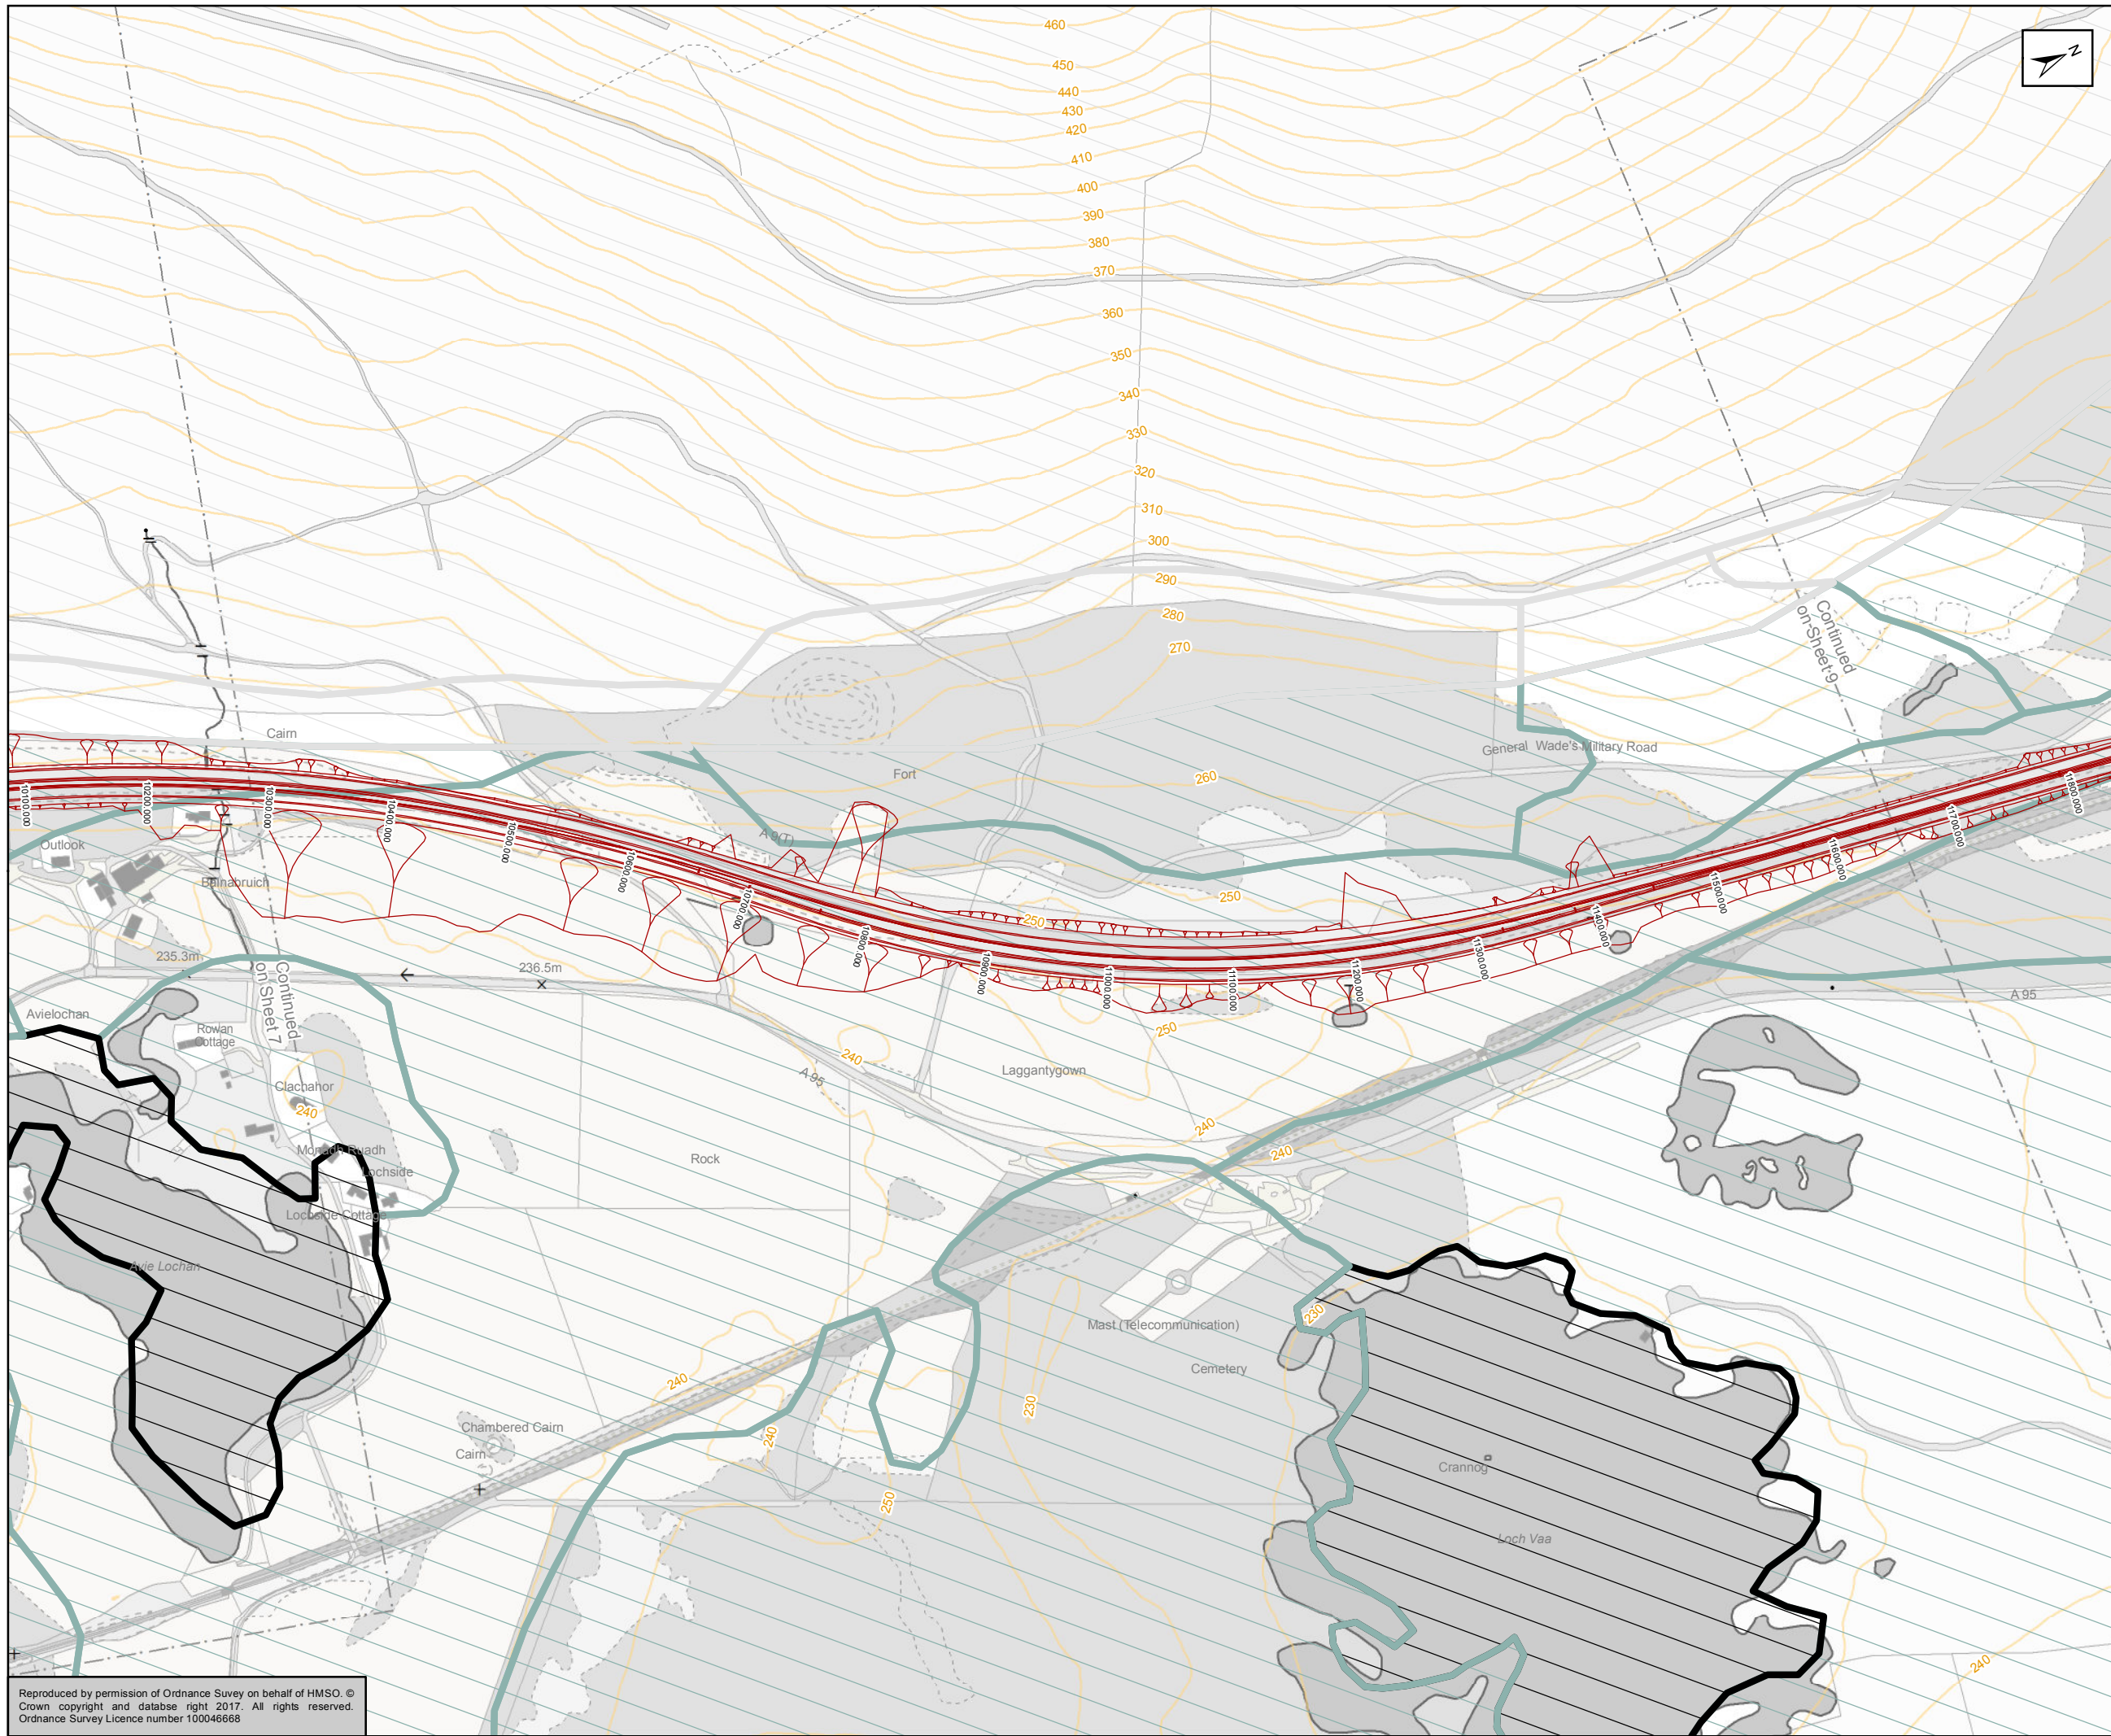 460
450
440
430
420
410
400
390
380
370
360
350
340
330
320
310
300
290
280
270
260
250
250
N
Continued
on Sheet 9
Cairn
Fort
General Wade's Military Road
A 9(T)
10100.000
10200.000
10300.000
10400.000
10500.000
10600.000
10700.000
10800.000
10900.000
11000.000
11100.000
11200.000
11300.000
11400.000
11500.000
11600.000
11700.000
11800.000
Outlook
Ballnabruich
235.3m
236.5m
Continued
on Sheet 7
Avielochan
Rowan
Cottage
Clachahor
240
Monadh Ruadh
Lochside
Lochside Cottage
Avie Lochan
A 95
240
Laggantygown
250
240
240
A 95
Rock
230
Mast (Telecommunication)
Cemetery
240
230
240
250
Chambered Cairn
Cairn
Crannog
Loch Vaa
240
Reproduced by permission of Ordnance Suvey on behalf of HMSO. ©
Crown copyright and databse right 2017. All rights reserved.
Ordnance Survey Licence number 100046668